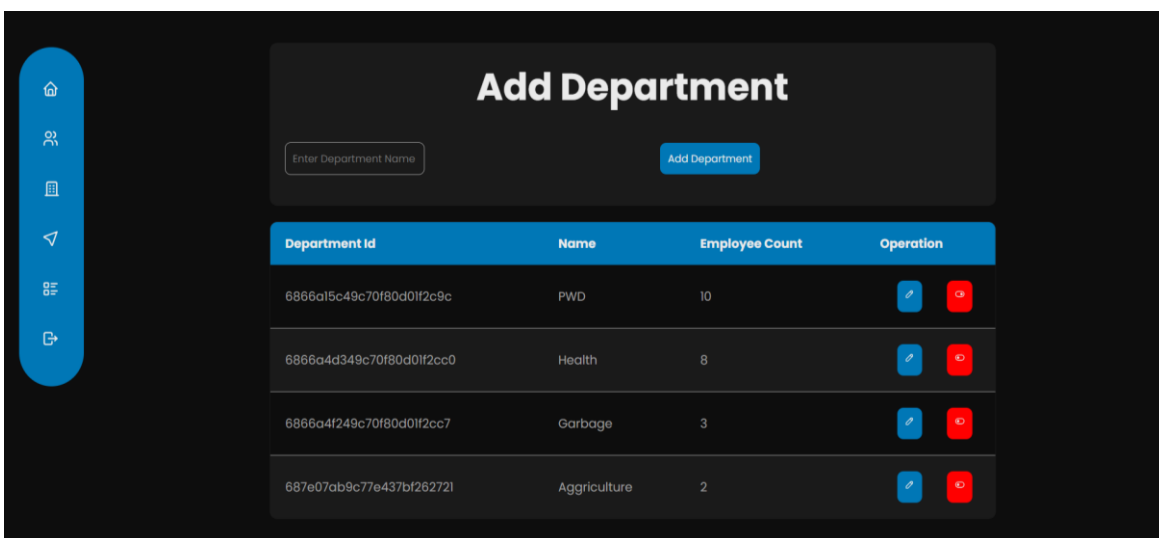 Add Department
Enter Department Name Add Department
Department Id Name Employee Count Operation
6866a15c49c70f80d01f2c9c PWD 10
6866a4d349c70f80d01f2cc0 Health 8
6866a4f249c70f80d01f2cc7 Garbage 3
687e07ab9c77e437bf262721 Aggriculture 2